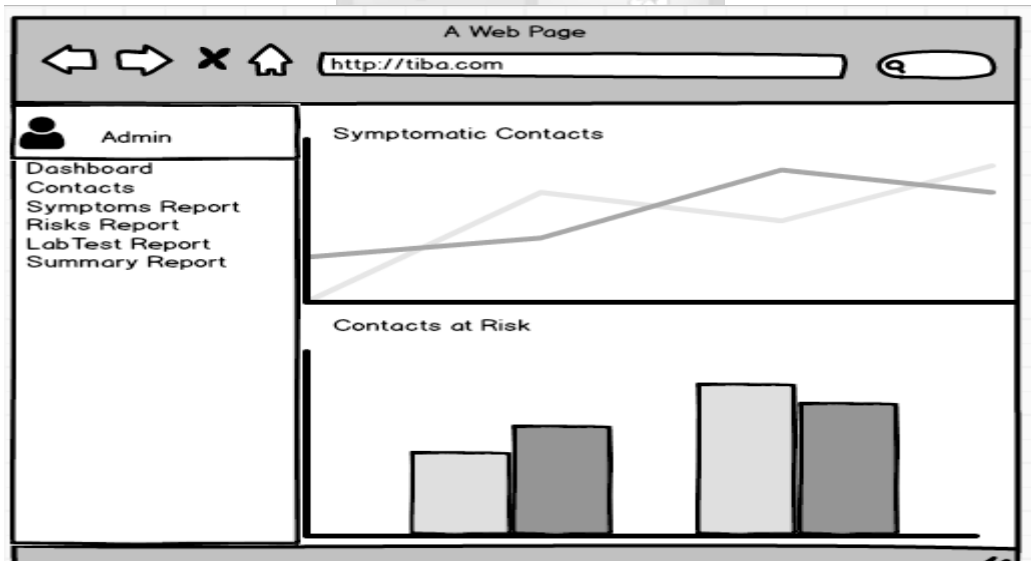 A Web Page
http://tiba.com
Admin
Dashboard
Contacts
Symptoms Report
Risks Report
LabTest Report
Summary Report
Symptomatic Contacts
Contacts at Risk